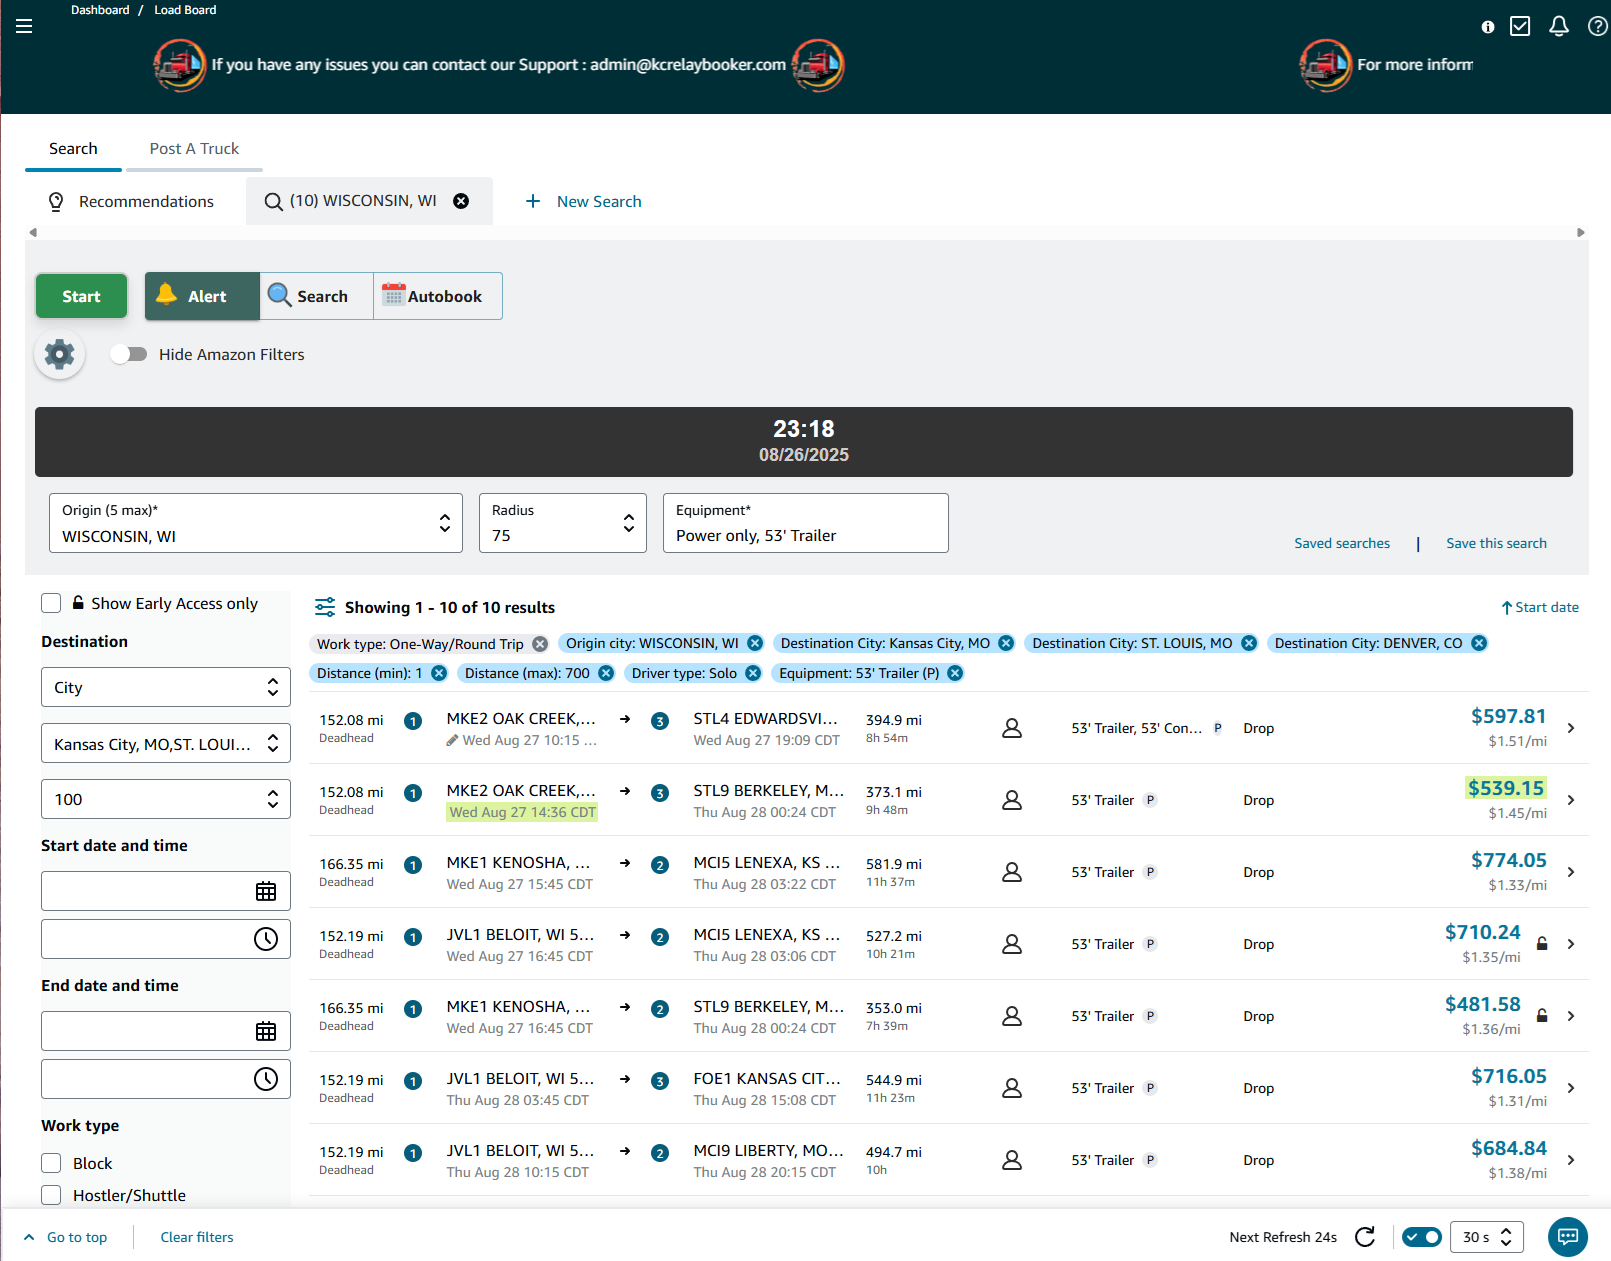 Dashboard / Load Board
If you have any issues you can contact our Support : admin@kcrelaybooker.com
For more inform
Search Post A Truck
Recommendations (10) WISCONSIN, WI + New Search
Start Alert Search Autobook
Hide Amazon Filters
23:18
08/26/2025
Origin (5 max)* Radius Equipment*
WISCONSIN, WI 75 Power only, 53' Trailer
Saved searches | Save this search
Show Early Access only
Destination
City
Kansas City, MO,ST. LOUI...
100
Start date and time
End date and time
Work type
Block
Hostler/Shuttle
Showing 1 - 10 of 10 results Start date
Work type: One-Way/Round Trip Origin city: WISCONSIN, WI Destination City: Kansas City, MO Destination City: ST. LOUIS, MO Destination City: DENVER, CO
Distance (min): 1 Distance (max): 700 Driver type: Solo Equipment: 53' Trailer (P)
152.08 mi 1 MKE2 OAK CREEK,... → 3 STL4 EDWARDSVI... 394.9 mi 53' Trailer, 53' Con... P Drop $597.81
Deadhead Wed Aug 27 10:15 ... Wed Aug 27 19:09 CDT 8h 54m $1.51/mi
152.08 mi 1 MKE2 OAK CREEK,... → 3 STL9 BERKELEY, M... 373.1 mi 53' Trailer P Drop $539.15
Deadhead Wed Aug 27 14:36 CDT Thu Aug 28 00:24 CDT 9h 48m $1.45/mi
166.35 mi 1 MKE1 KENOSHA, ... → 2 MCI5 LENEXA, KS ... 581.9 mi 53' Trailer P Drop $774.05
Deadhead Wed Aug 27 15:45 CDT Thu Aug 28 03:22 CDT 11h 37m $1.33/mi
152.19 mi 1 JVL1 BELOIT, WI 5... → 2 MCI5 LENEXA, KS ... 527.2 mi 53' Trailer P Drop $710.24
Deadhead Wed Aug 27 16:45 CDT Thu Aug 28 03:06 CDT 10h 21m $1.35/mi
166.35 mi 1 MKE1 KENOSHA, ... → 2 STL9 BERKELEY, M... 353.0 mi 53' Trailer P Drop $481.58
Deadhead Wed Aug 27 16:45 CDT Thu Aug 28 00:24 CDT 7h 39m $1.36/mi
152.19 mi 1 JVL1 BELOIT, WI 5... → 3 FOE1 KANSAS CIT... 544.9 mi 53' Trailer P Drop $716.05
Deadhead Thu Aug 28 03:45 CDT Thu Aug 28 15:08 CDT 11h 23m $1.31/mi
152.19 mi 1 JVL1 BELOIT, WI 5... → 2 MCI9 LIBERTY, MO... 494.7 mi 53' Trailer P Drop $684.84
Deadhead Thu Aug 28 10:15 CDT Thu Aug 28 20:15 CDT 10h $1.38/mi
Go to top Clear filters Next Refresh 24s 30 s